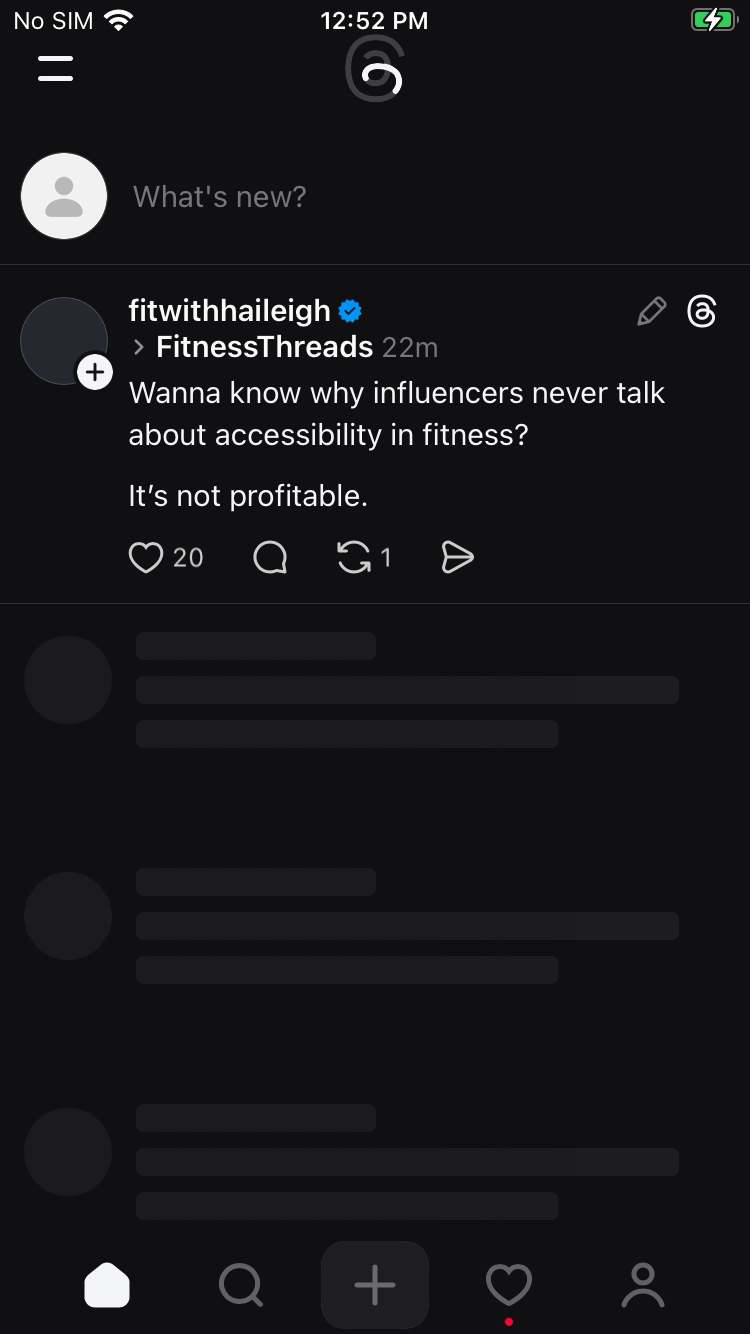 No SIM 12:52 PM
What's new?
fitwithhaileigh
FitnessThreads 22m
Wanna know why influencers never talk
about accessibility in fitness?
It’s not profitable.
20 1